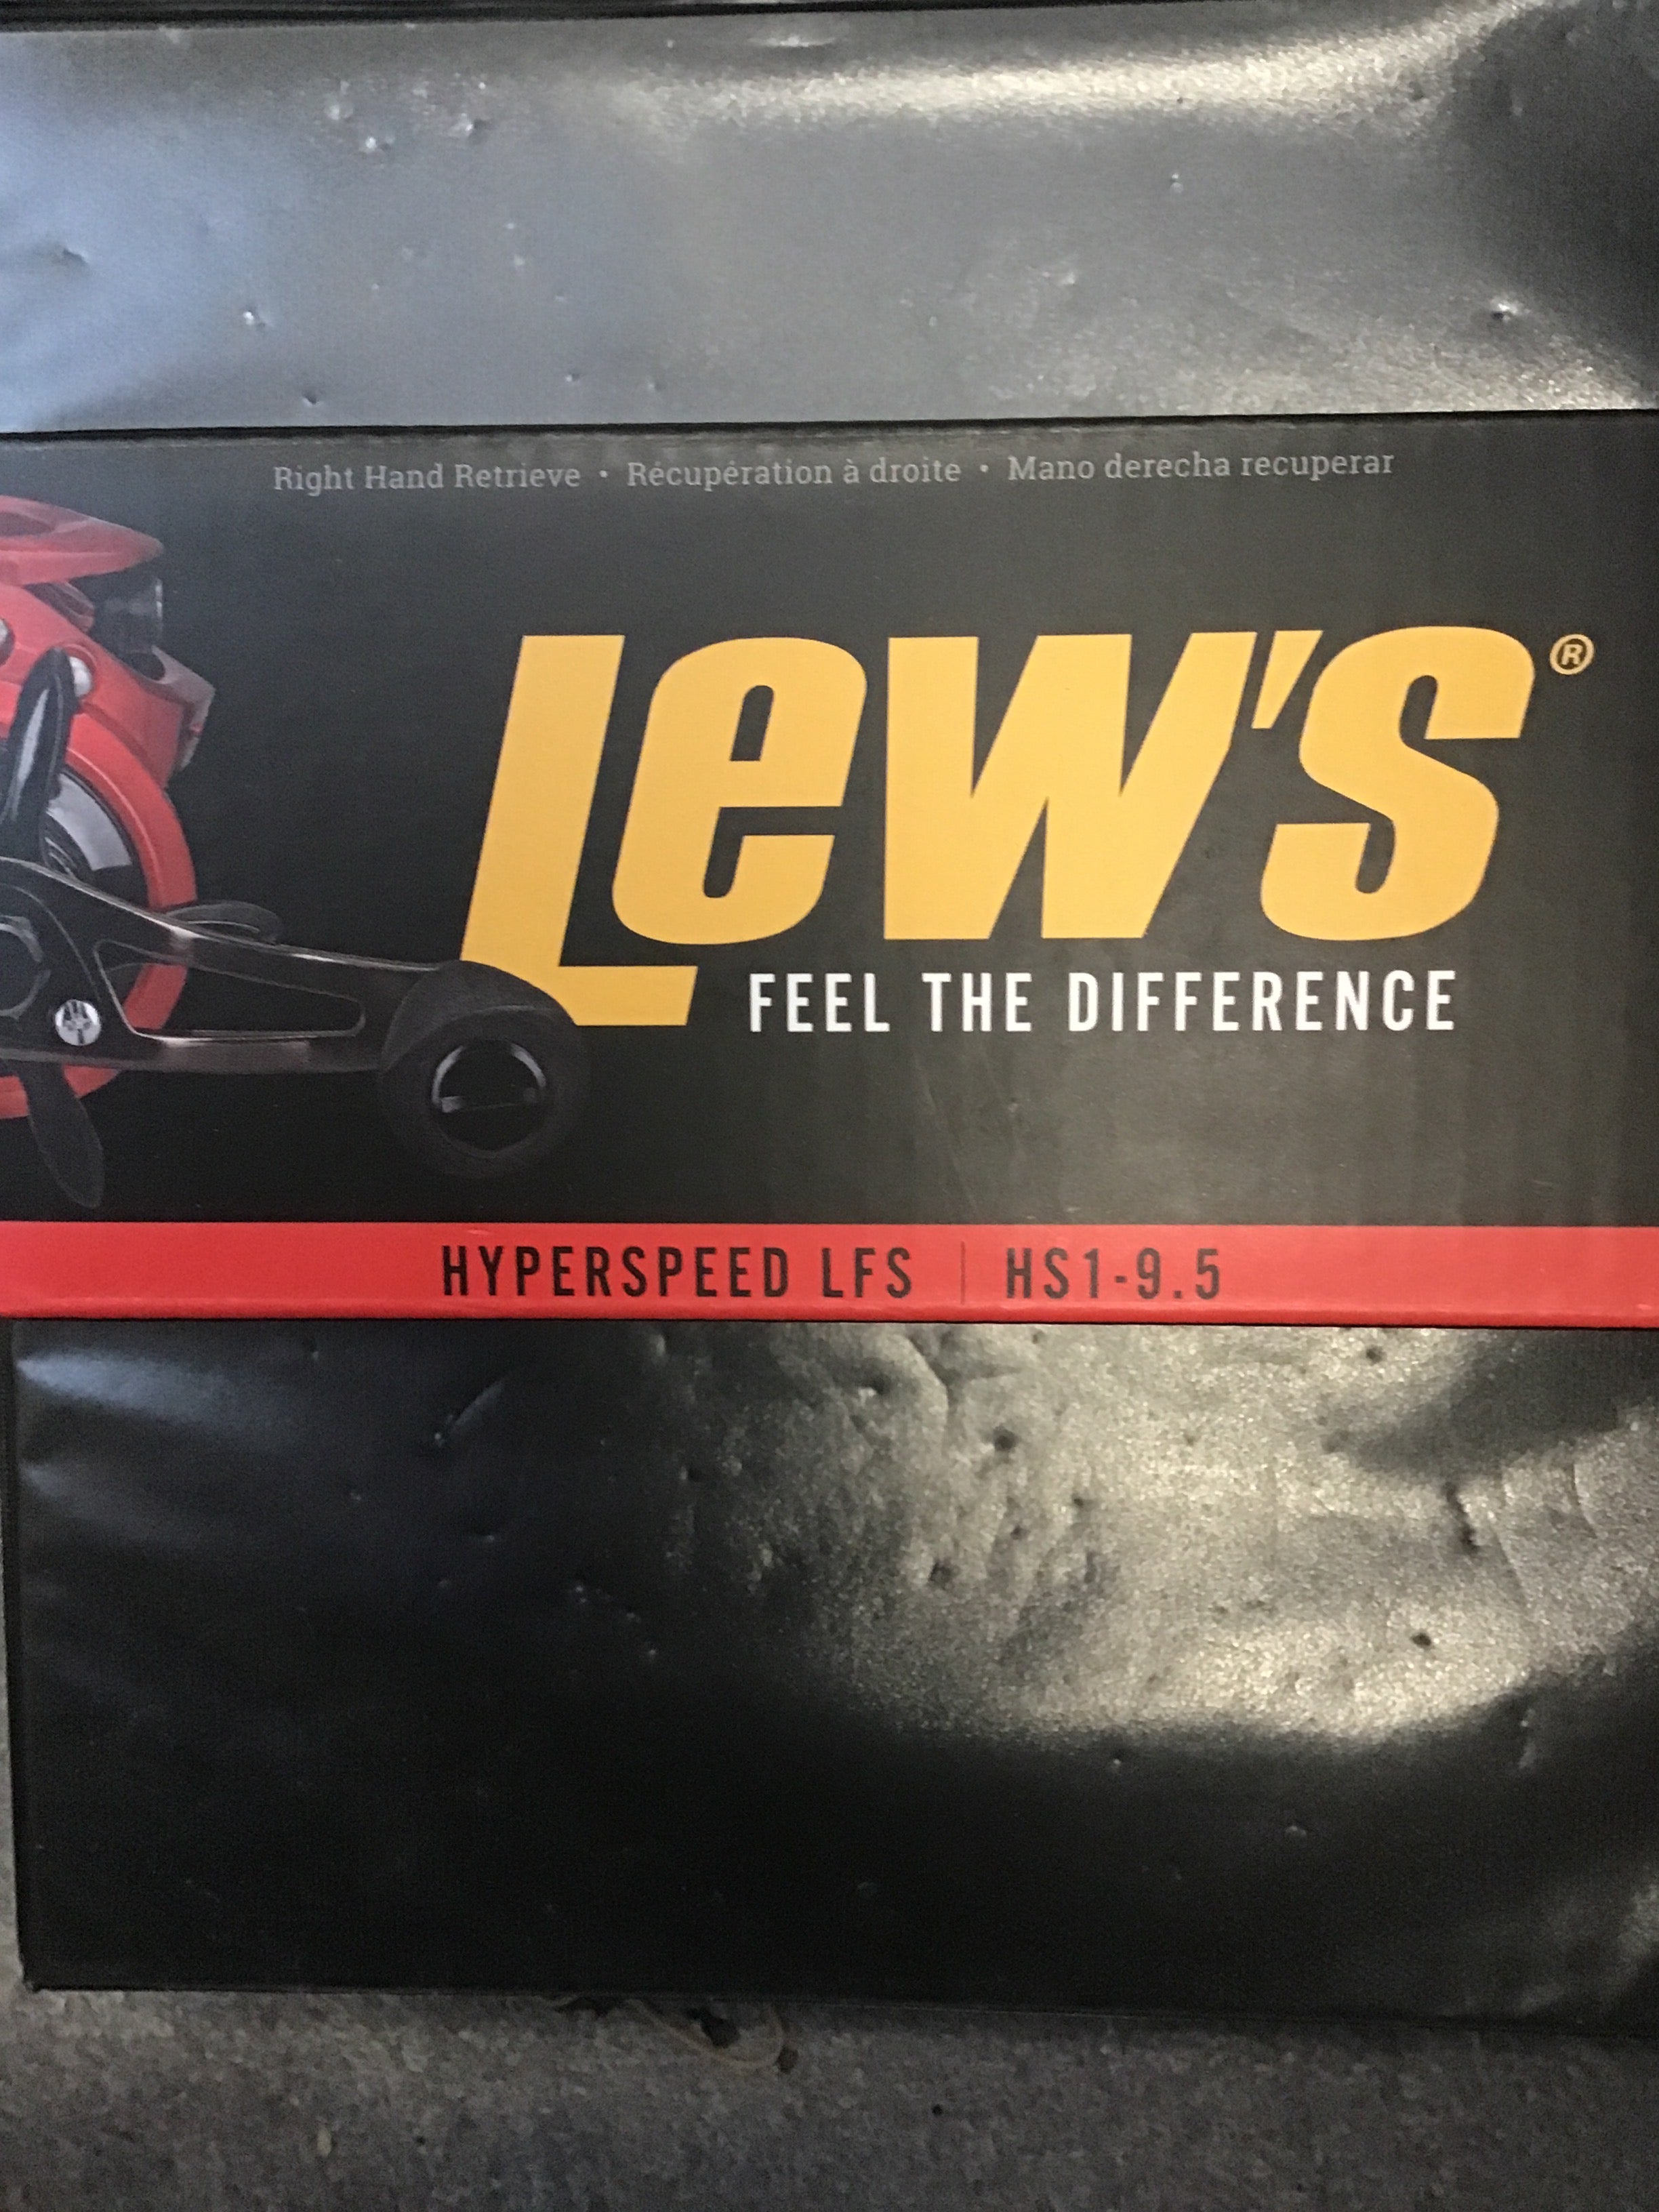 Right Hand Retrieve • Récupération à droite • Mano derecha recuperar
Lew's®
FEEL THE DIFFERENCE
HYPERSPEED LFS | HS1-9.5